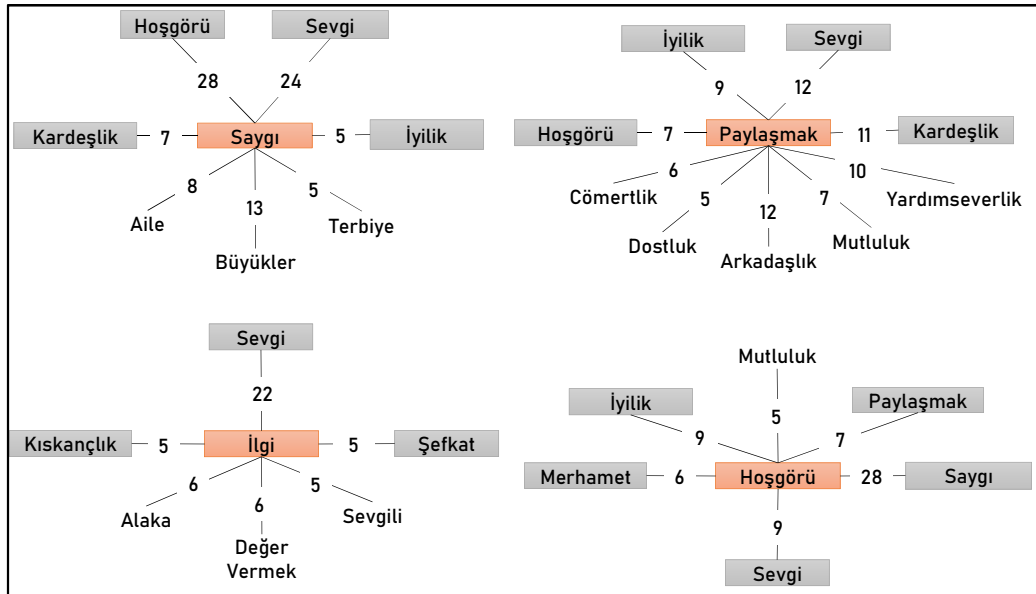 Hoşgörü
Sevgi
28
24
Kardeşlik
7
Saygı
5
İyilik
8
13
5
Aile
Büyükler
Terbiye
İyilik
Sevgi
9
12
Hoşgörü
7
Paylaşmak
11
Kardeşlik
6
5
12
7
10
Cömertlik
Dostluk
Arkadaşlık
Mutluluk
Yardımseverlik
Sevgi
22
Kıskançlık
5
İlgi
5
Şefkat
6
6
5
Alaka
Değer
Vermek
Sevgili
Mutluluk
İyilik
Paylaşmak
9
5
7
Merhamet
6
Hoşgörü
28
Saygı
9
Sevgi